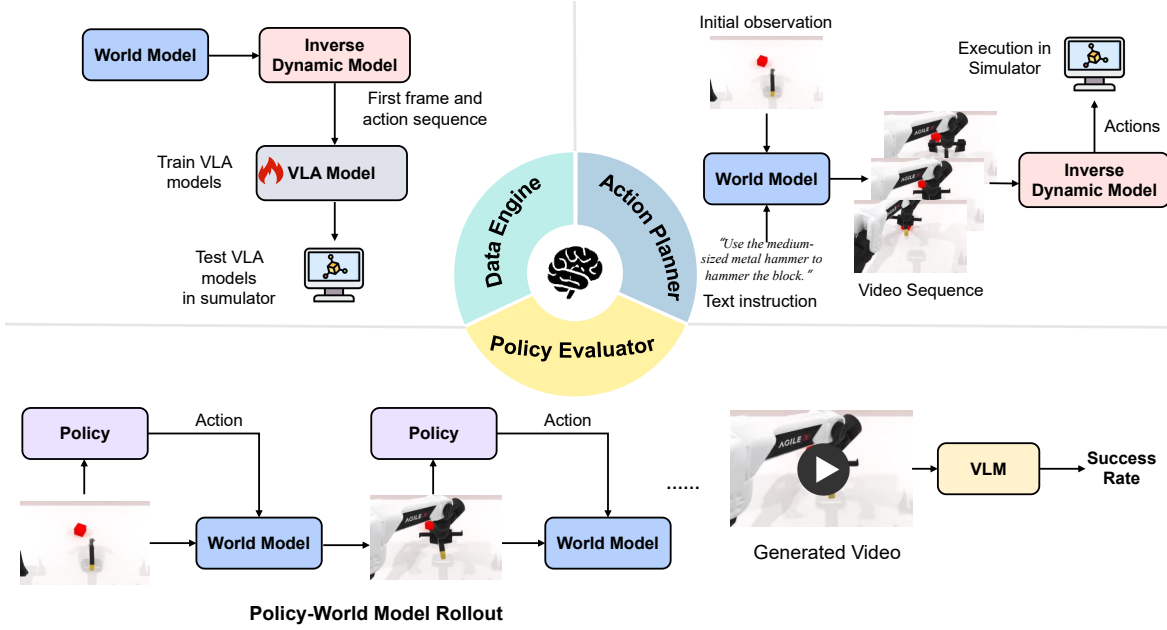 World Model
Inverse
Dynamic Model
First frame and
action sequence
Train VLA
models
VLA Model
Test VLA
models
in sumulator
Initial observation
World Model
"Use the medium-
sized metal hammer to
hammer the block."
Text instruction
Video Sequence
Execution in
Simulator
Actions
Inverse
Dynamic Model
Data Engine
Action Planner
Policy Evaluator
Policy
Action
World Model
Policy
Action
AGILE
World Model
......
AGILE
Generated Video
VLM
Success
Rate
Policy-World Model Rollout